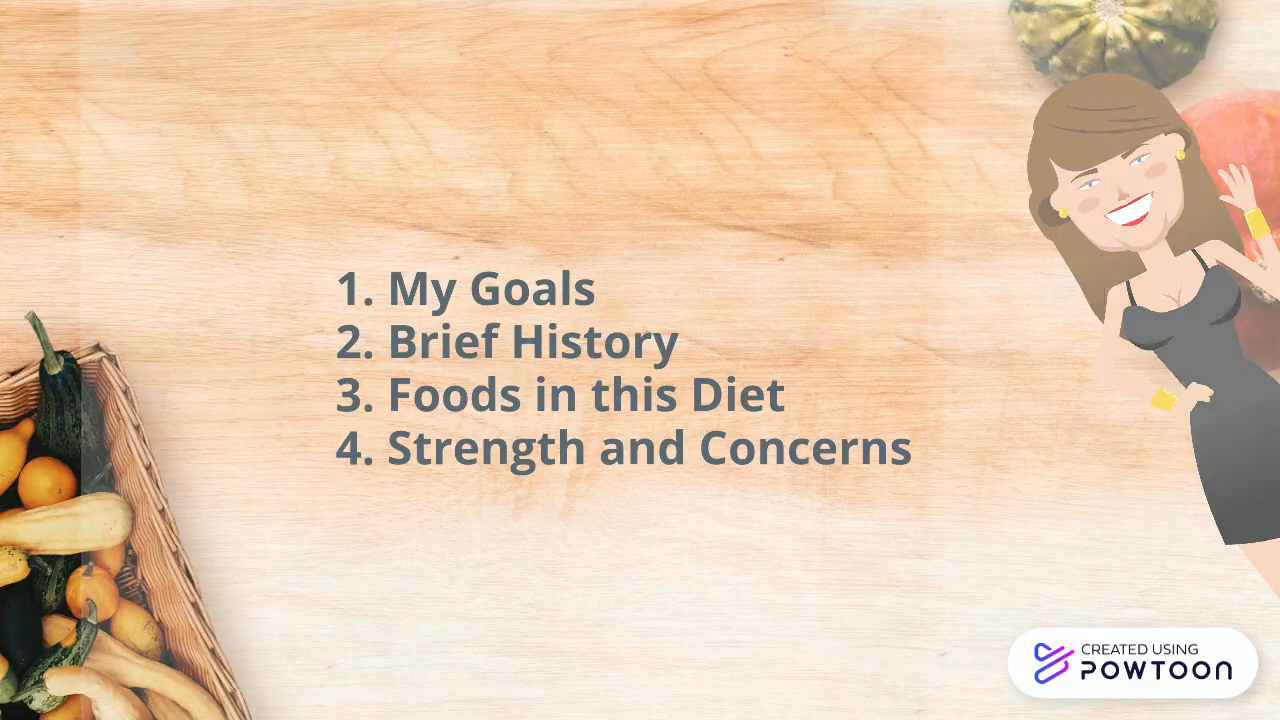 1. My Goals
2. Brief History
3. Foods in this Diet
4. Strength and Concerns
CREATED USING
POWTOON